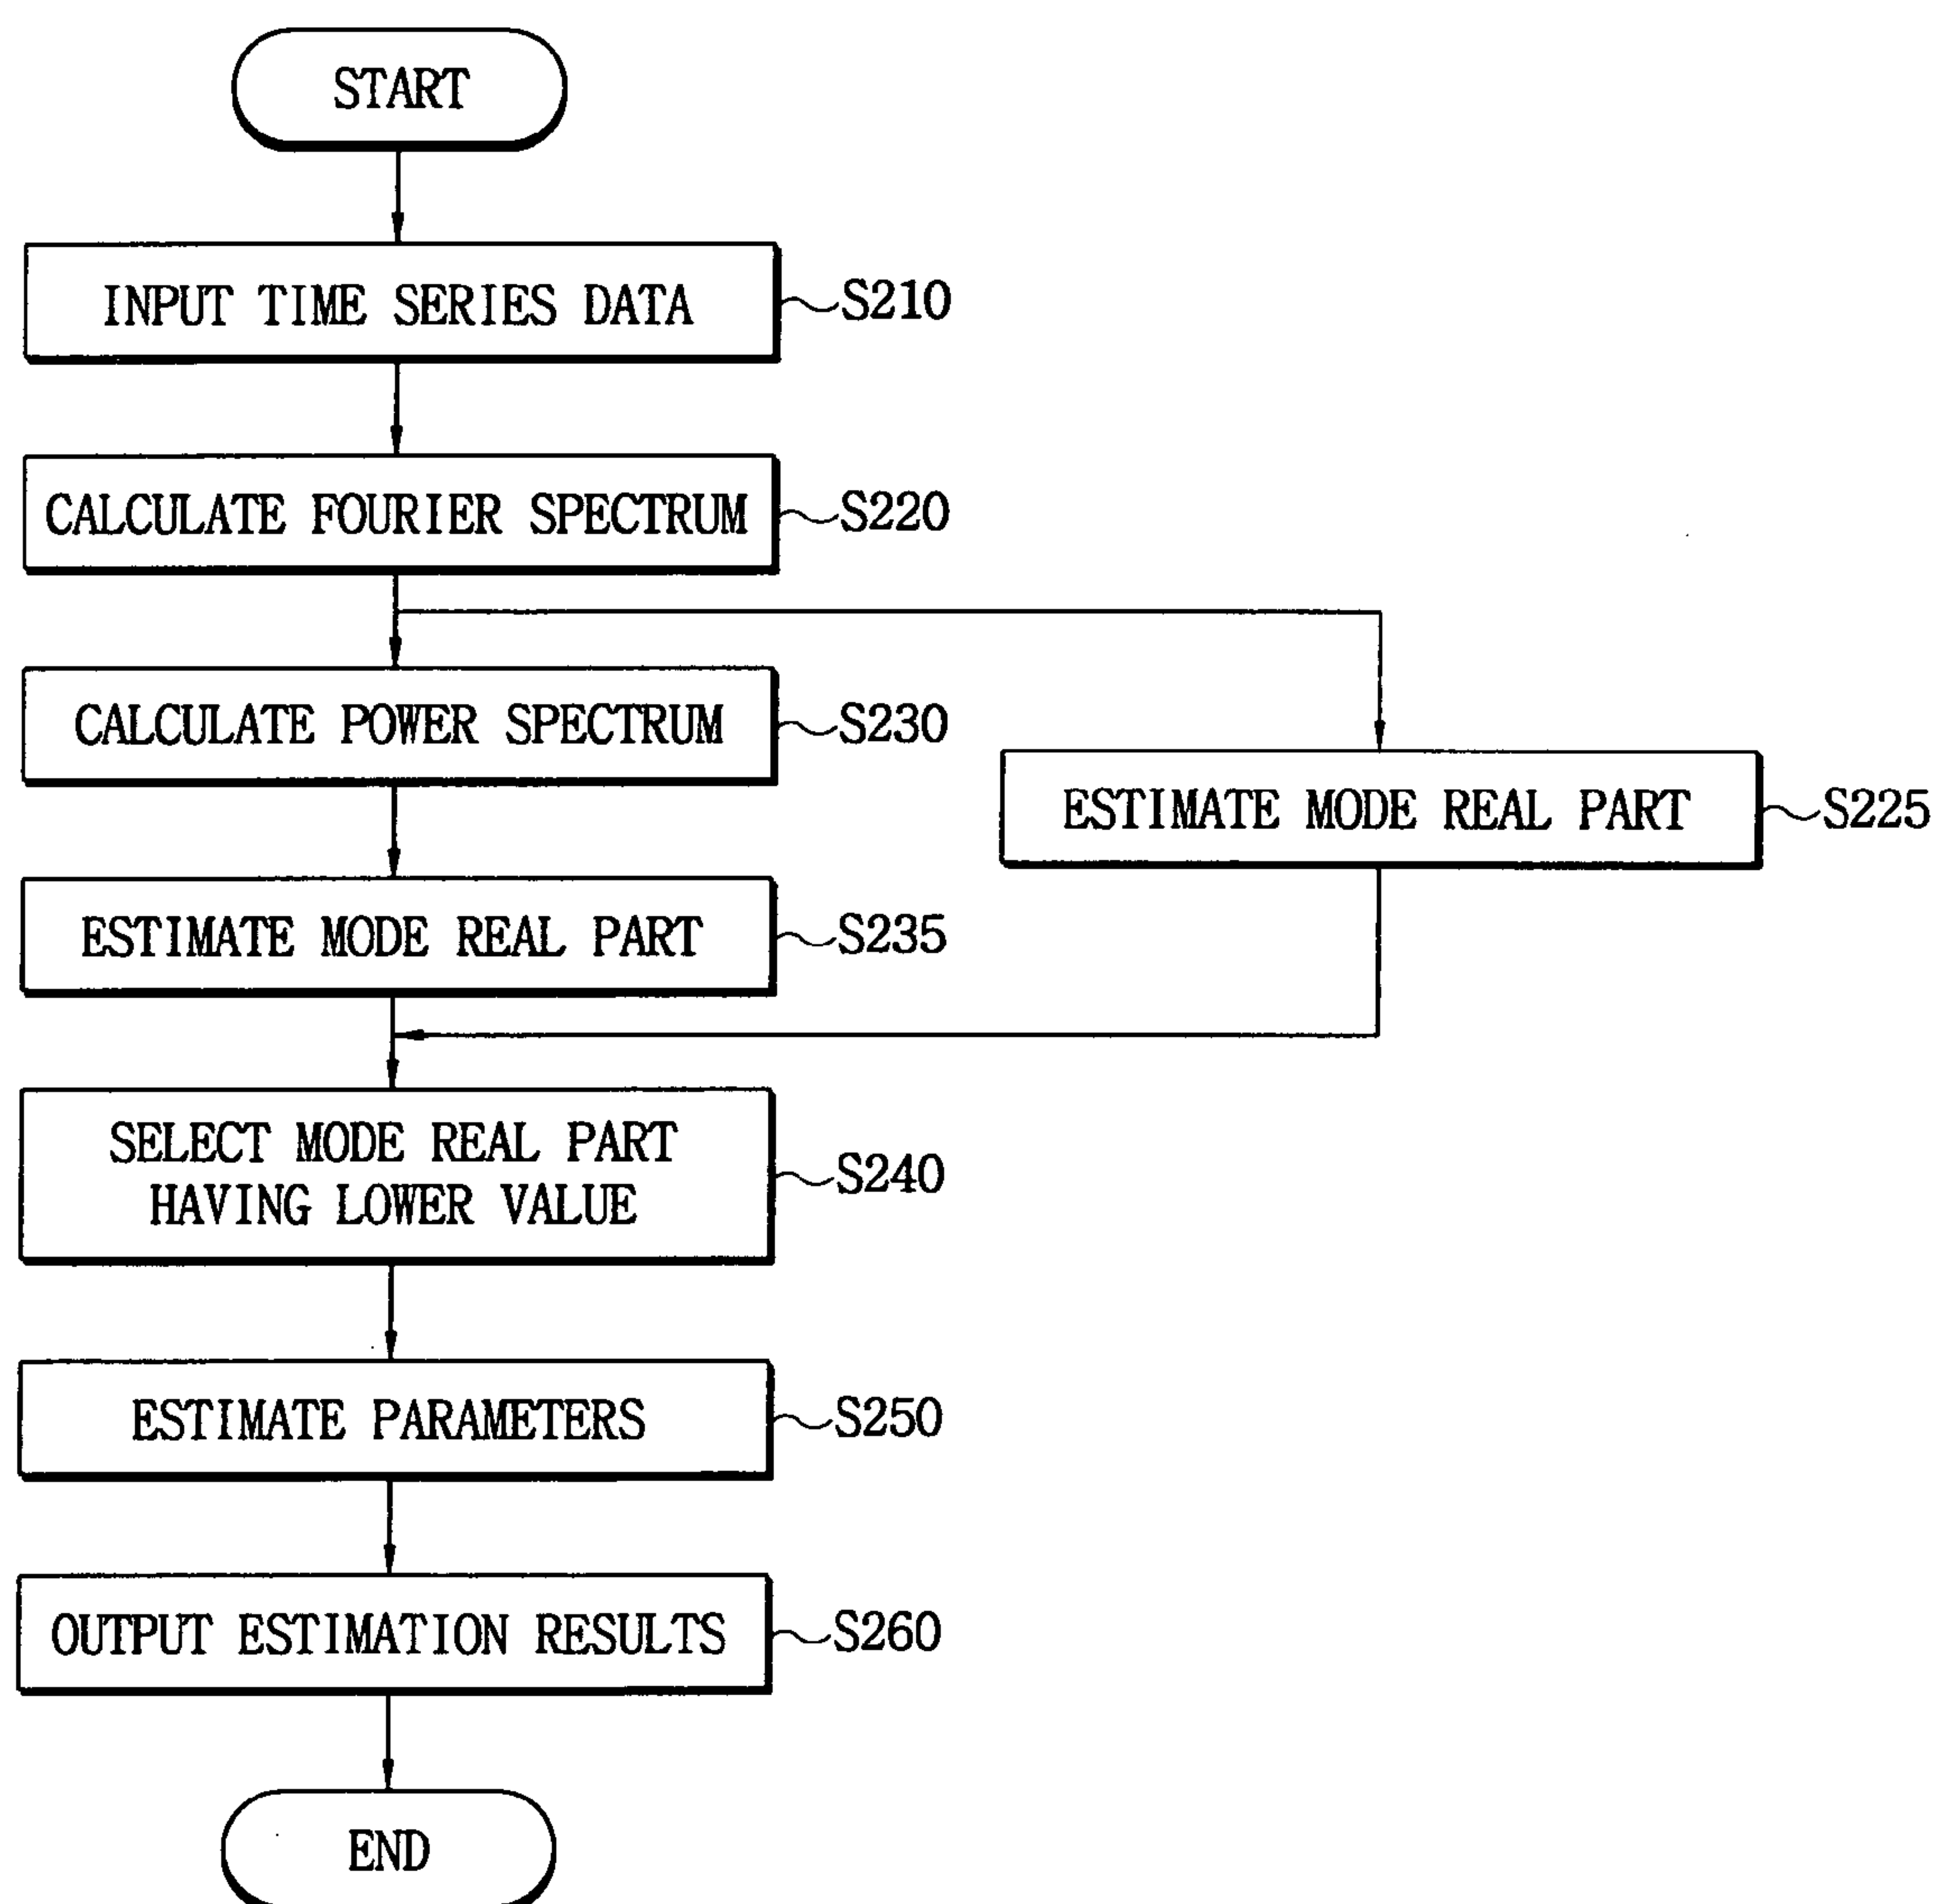 START
INPUT TIME SERIES DATA S210
CALCULATE FOURIER SPECTRUM S220
CALCULATE POWER SPECTRUM S230
ESTIMATE MODE REAL PART S225
ESTIMATE MODE REAL PART S235
SELECT MODE REAL PART
HAVING LOWER VALUE S240
ESTIMATE PARAMETERS S250
OUTPUT ESTIMATION RESULTS S260
END